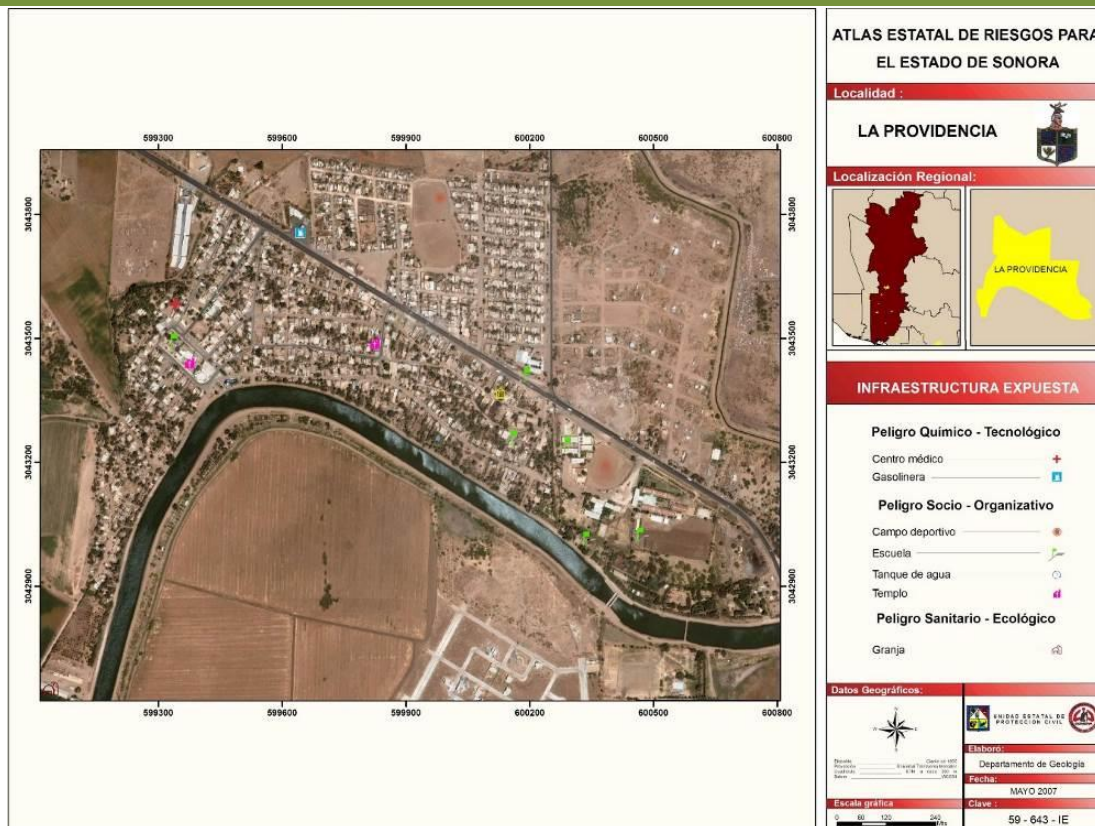 ATLAS ESTATAL DE RIESGOS PARA
EL ESTADO DE SONORA
Localidad :
LA PROVIDENCIA
Localización Regional:
LA PROVIDENCIA
INFRAESTRUCTURA EXPUESTA
Peligro Químico - Tecnológico
Centro médico
Gasolinera
Peligro Socio - Organizativo
Campo deportivo
Escuela
Tanque de agua
Templo
Peligro Sanitario - Ecológico
Granja
Datos Geográficos:
UNIDAD ESTATAL DE
PROTECCION CIVIL
Elaboró:
Departamento de Geología
Fecha:
MAYO 2007
Escala gráfica
0 60 120 240
Mts
Clave :
59 - 643 - IE
599300 599600 599900 600200 600500 600800
3043800 3043800
3043500 3043500
3043200 3043200
3042900 3042900
599300 599600 599900 600200 600500 600800